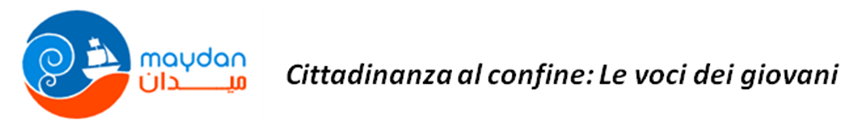 maydan
ميدان
Cittadinanza al confine: Le voci dei giovani